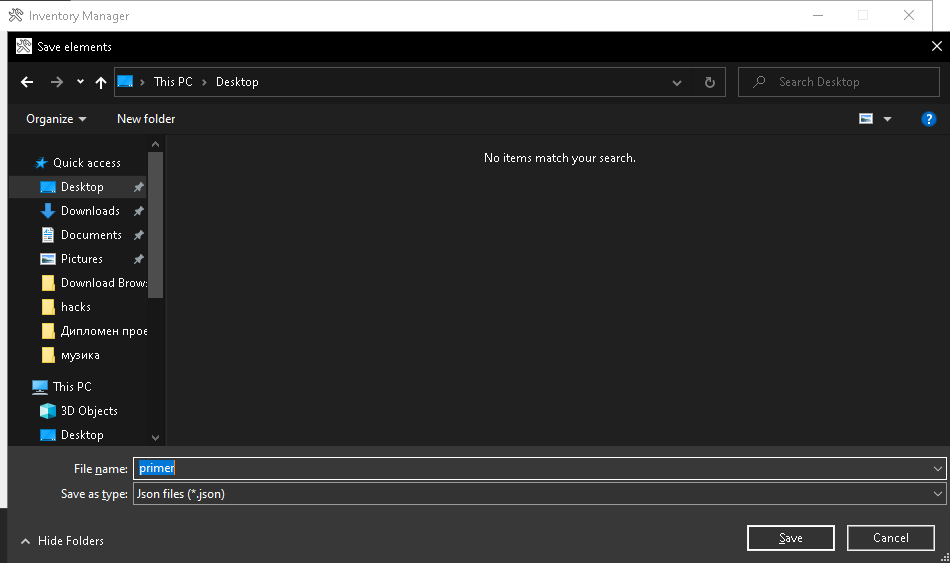 Inventory Manager
Save elements
This PC
Desktop
Search Desktop
Organize
New folder
?
No items match your search.
Quick access
Desktop
Downloads
Documents
Pictures
Download Brow
hacks
Дипломен прое
музика
This PC
3D Objects
Desktop
File name: primer
Save as type: Json files (*.json)
Hide Folders
Save
Cancel